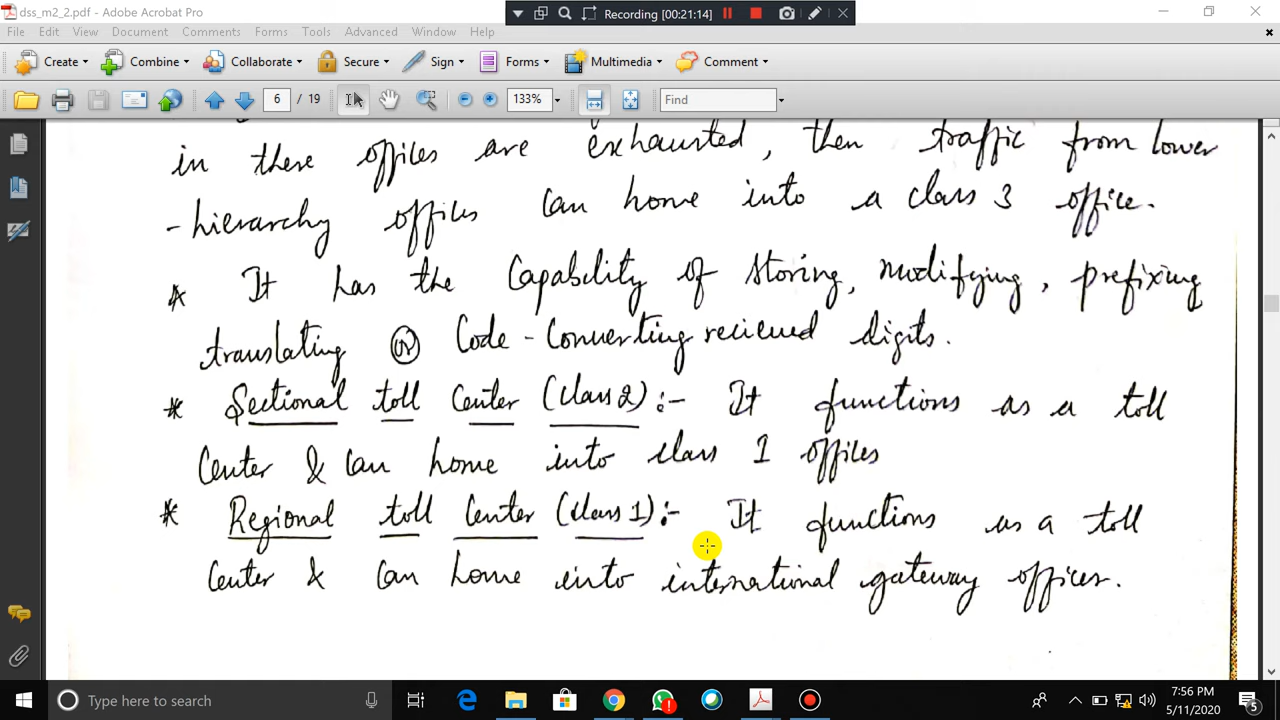 dss_m2_2.pdf - Adobe Acrobat Pro
Recording [00:21:14]
File Edit View Document Comments Forms Tools Advanced Window Help
Create Combine Collaborate Secure Sign Forms Multimedia Comment
6 / 19 133% Find
in these offices are exhausted, then traffic from lower
-hierarchy offices can home into a class 3 office.
* It has the capability of storing, modifying, prefixing
translating or Code-Converting recieved digits.
* Sectional toll Center (class 2):- It functions as a toll
Center & can home into class 1 offices
* Regional toll Center (class 1):- It functions as a toll
Center & can home into international gateway offices.
Type here to search
7:56 PM
5/11/2020
5